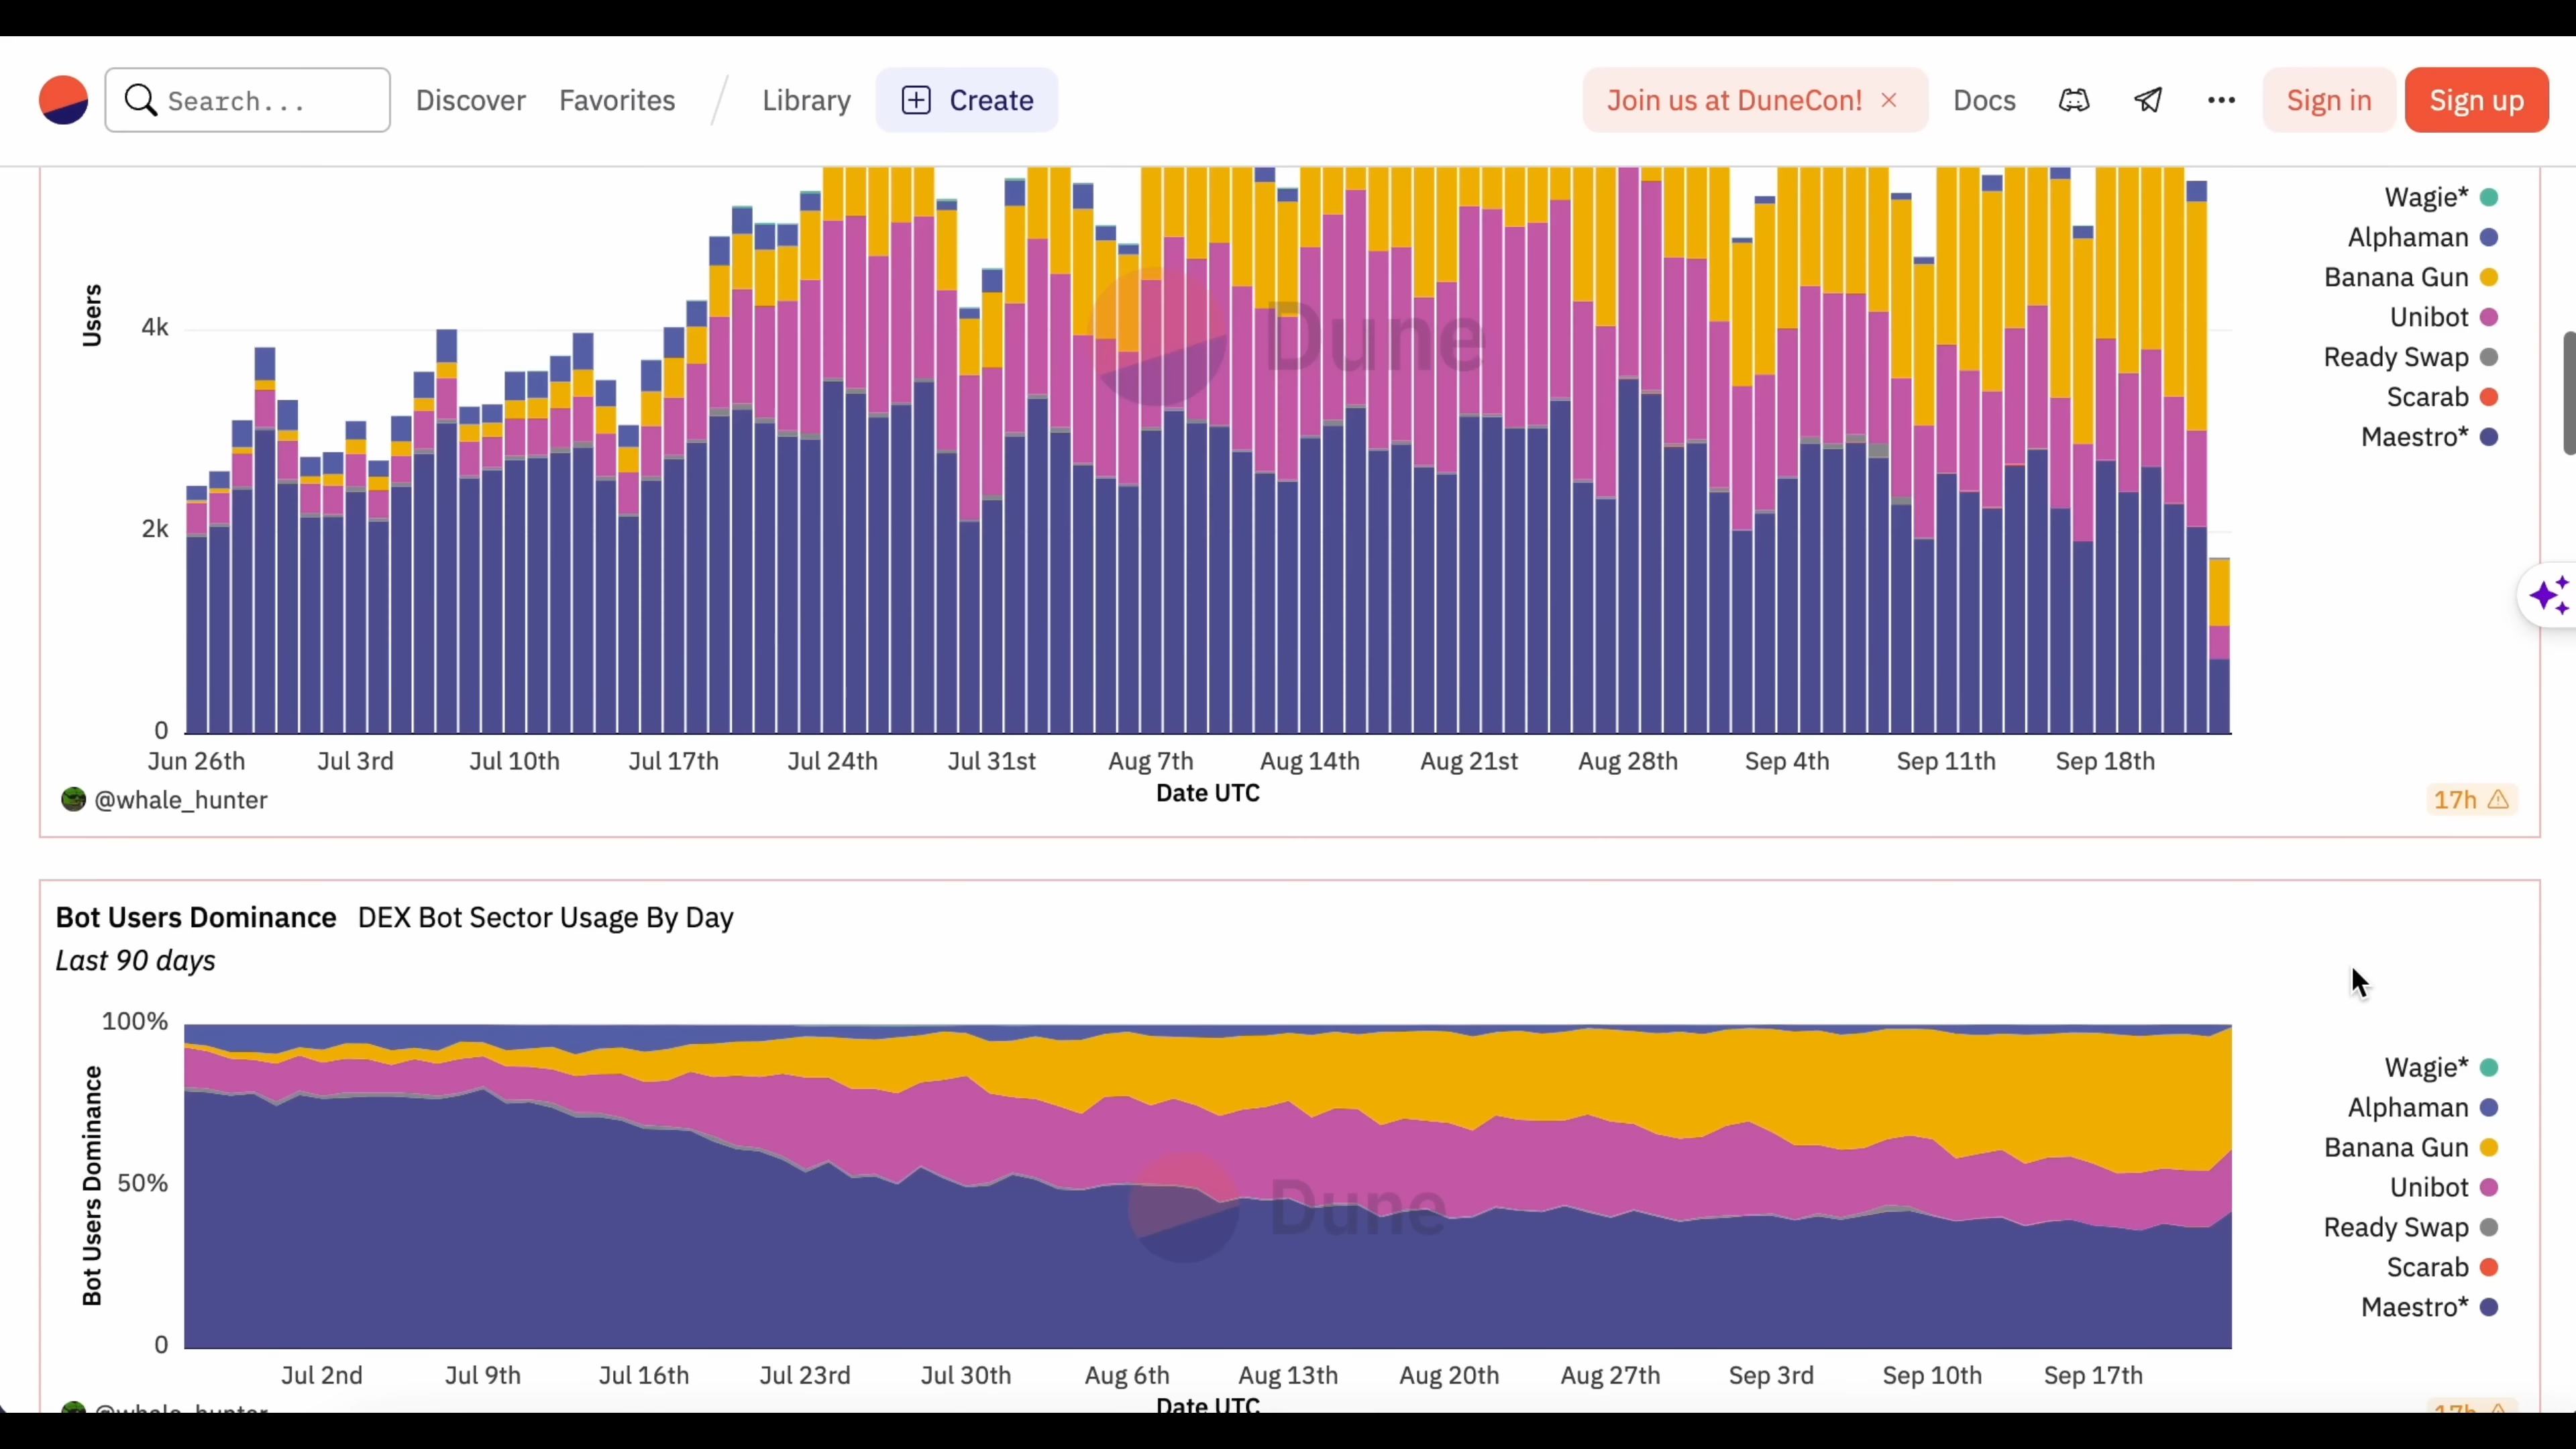 Search... Discover Favorites / Library Create Join us at DuneCon! × Docs ... Sign in Sign up
Users
4k
2k
0
Dune
Wagie*
Alphaman
Banana Gun
Unibot
Ready Swap
Scarab
Maestro*
Jun 26th Jul 3rd Jul 10th Jul 17th Jul 24th Jul 31st Aug 7th Aug 14th Aug 21st Aug 28th Sep 4th Sep 11th Sep 18th
Date UTC
@whale_hunter
17h
Bot Users Dominance DEX Bot Sector Usage By Day
Last 90 days
Bot Users Dominance
100%
50%
0
Dune
Wagie*
Alphaman
Banana Gun
Unibot
Ready Swap
Scarab
Maestro*
Jul 2nd Jul 9th Jul 16th Jul 23rd Jul 30th Aug 6th Aug 13th Aug 20th Aug 27th Sep 3rd Sep 10th Sep 17th
Date UTC
@whale_hunter
17h